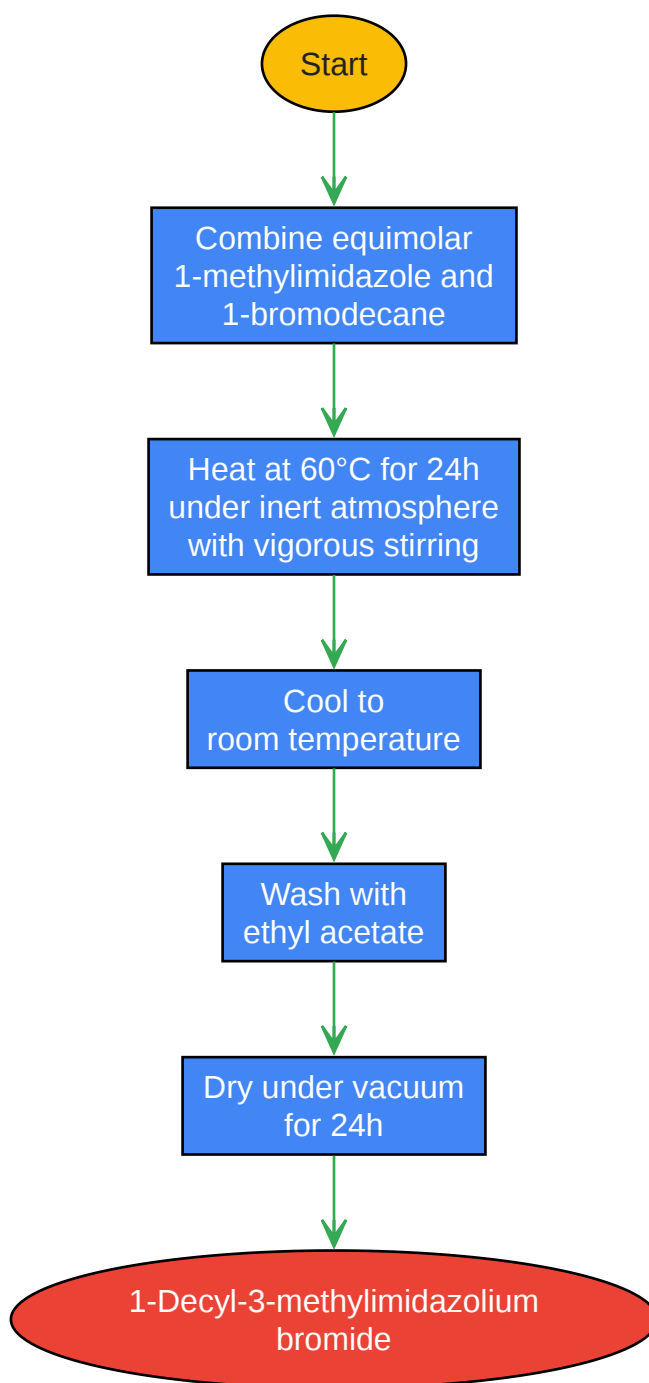 Start
Combine equimolar
1-methylimidazole and
1-bromodecane
Heat at 60°C for 24h
under inert atmosphere
with vigorous stirring
Cool to
room temperature
Wash with
ethyl acetate
Dry under vacuum
for 24h
1-Decyl-3-methylimidazolium
bromide